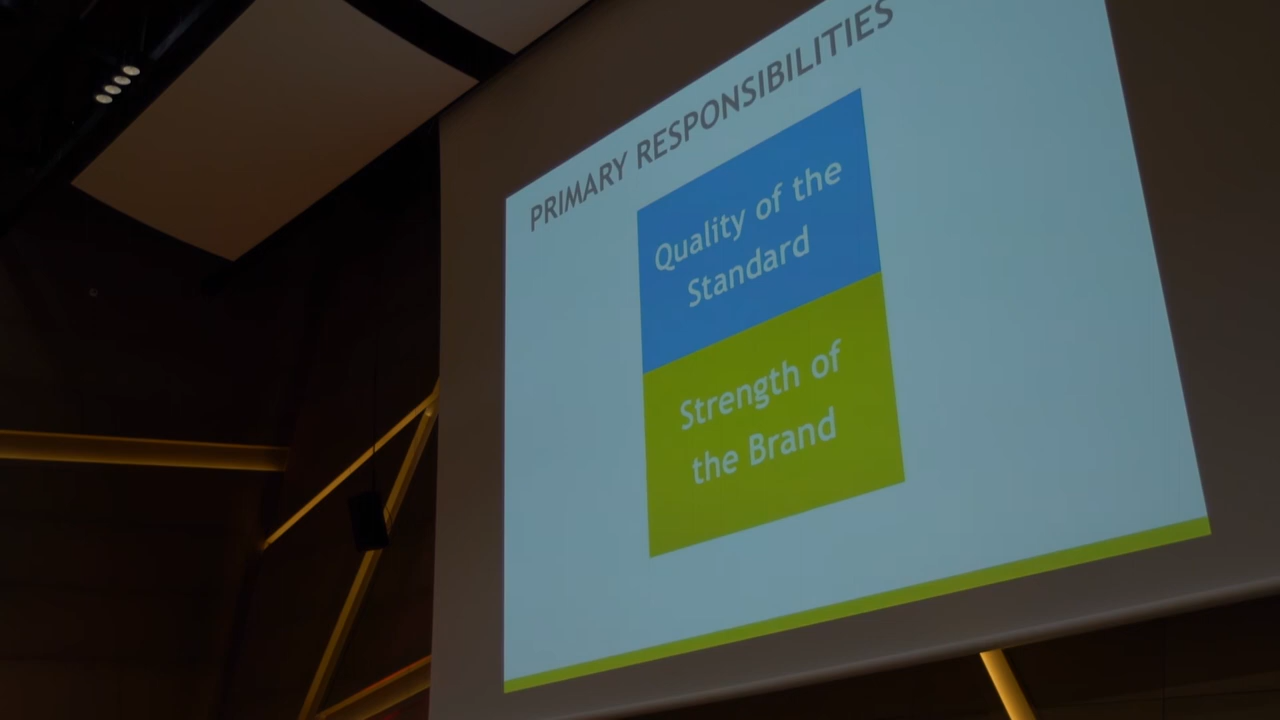 PRIMARY RESPONSIBILITIES
Quality of the
Standard
Strength of
the Brand